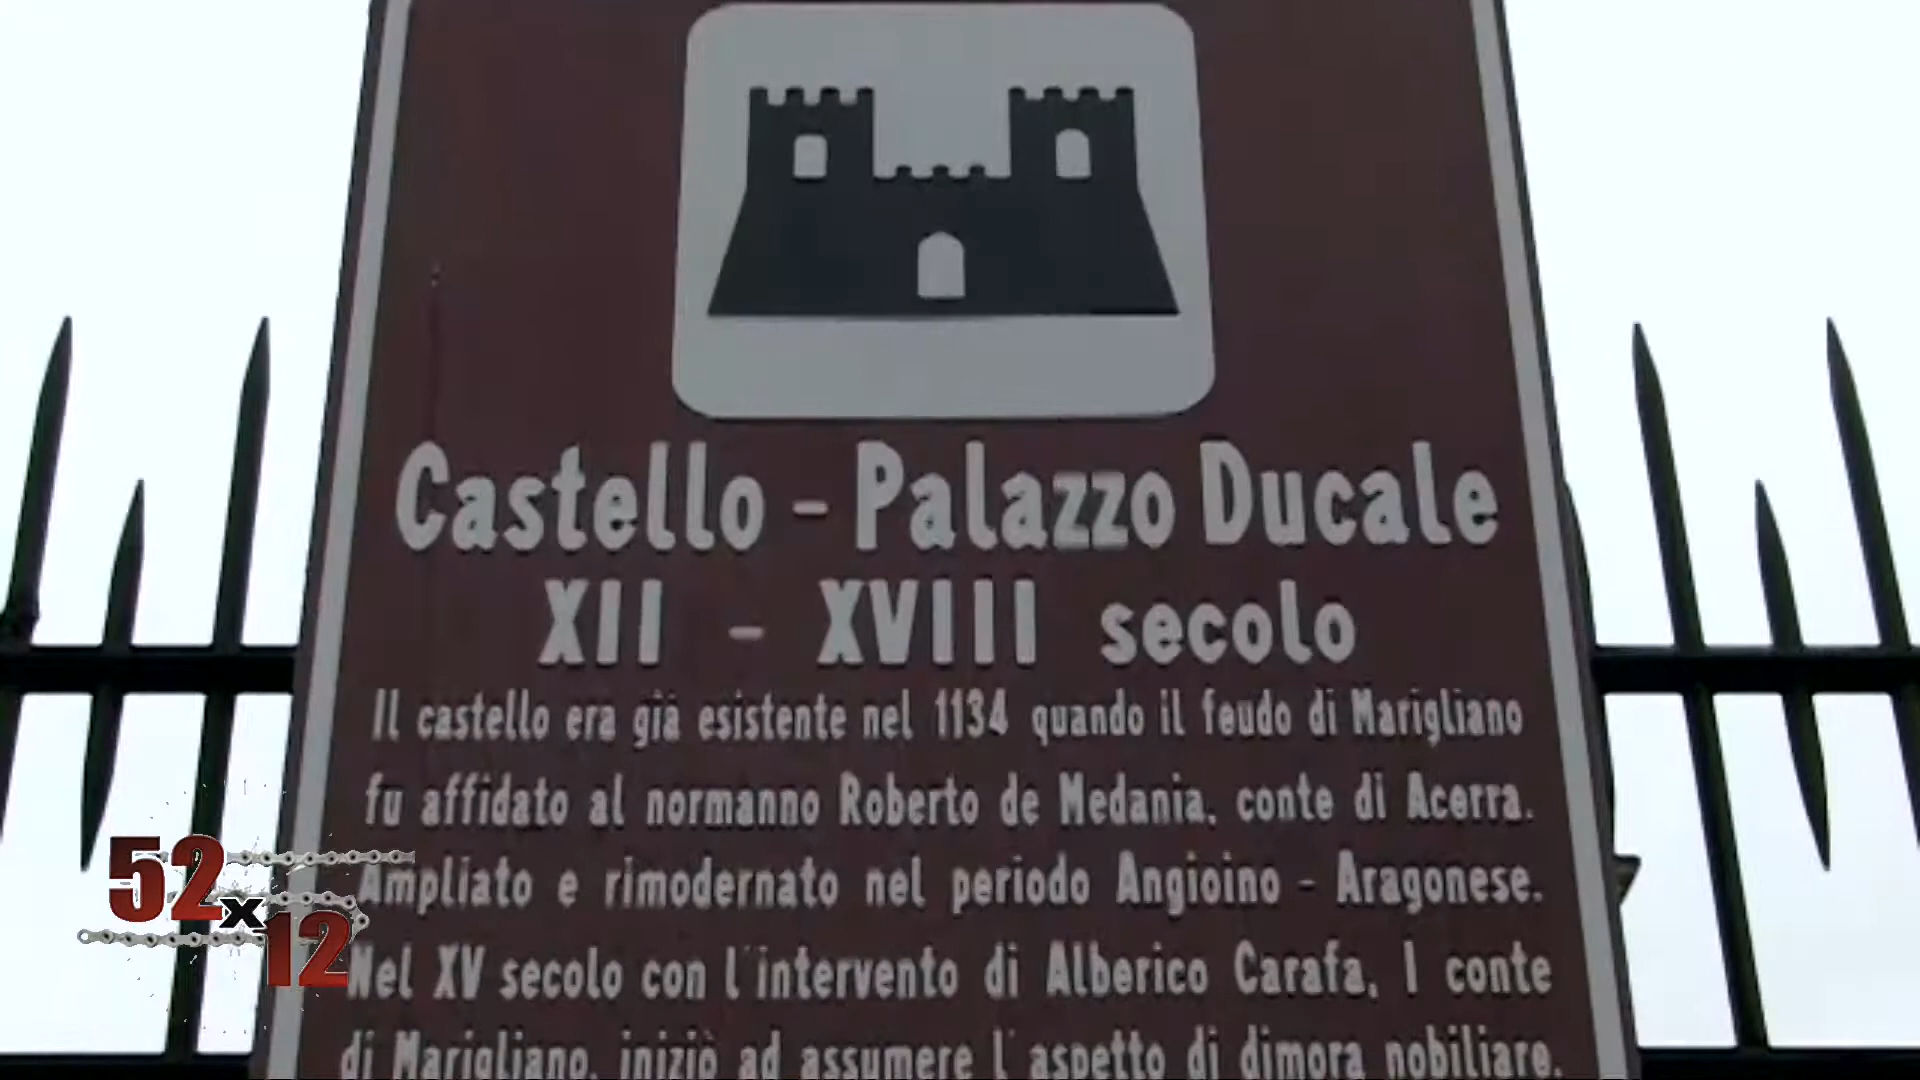 Castello - Palazzo Ducale
XII - XVIII secolo
Il castello era già esistente nel 1134 quando il feudo di Marigliano
fu affidato al normanno Roberto de Medania, conte di Acerra.
Ampliato e rimodernato nel periodo Angioino - Aragonese.
Nel XV secolo con l'intervento di Alberico Carafa, I conte
di Marigliano, iniziò ad assumere l'aspetto di dimora nobiliare.
52
x
12